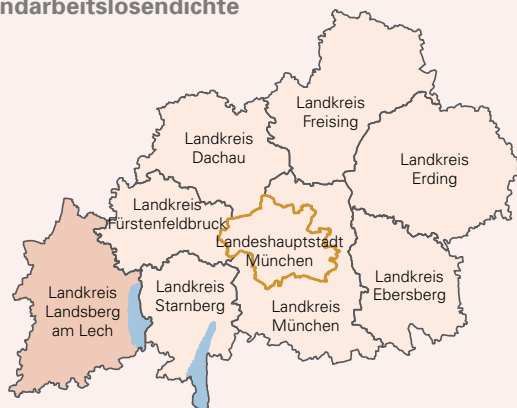 ndarbeitslosendichte
Landkreis
Freising
Landkreis
Dachau
Landkreis
Erding
Landkreis
Fürstenfeldbruck
Landeshauptstadt
München
Landkreis
Ebersberg
Landkreis
Starnberg
Landkreis
Landsberg
am Lech
Landkreis
München